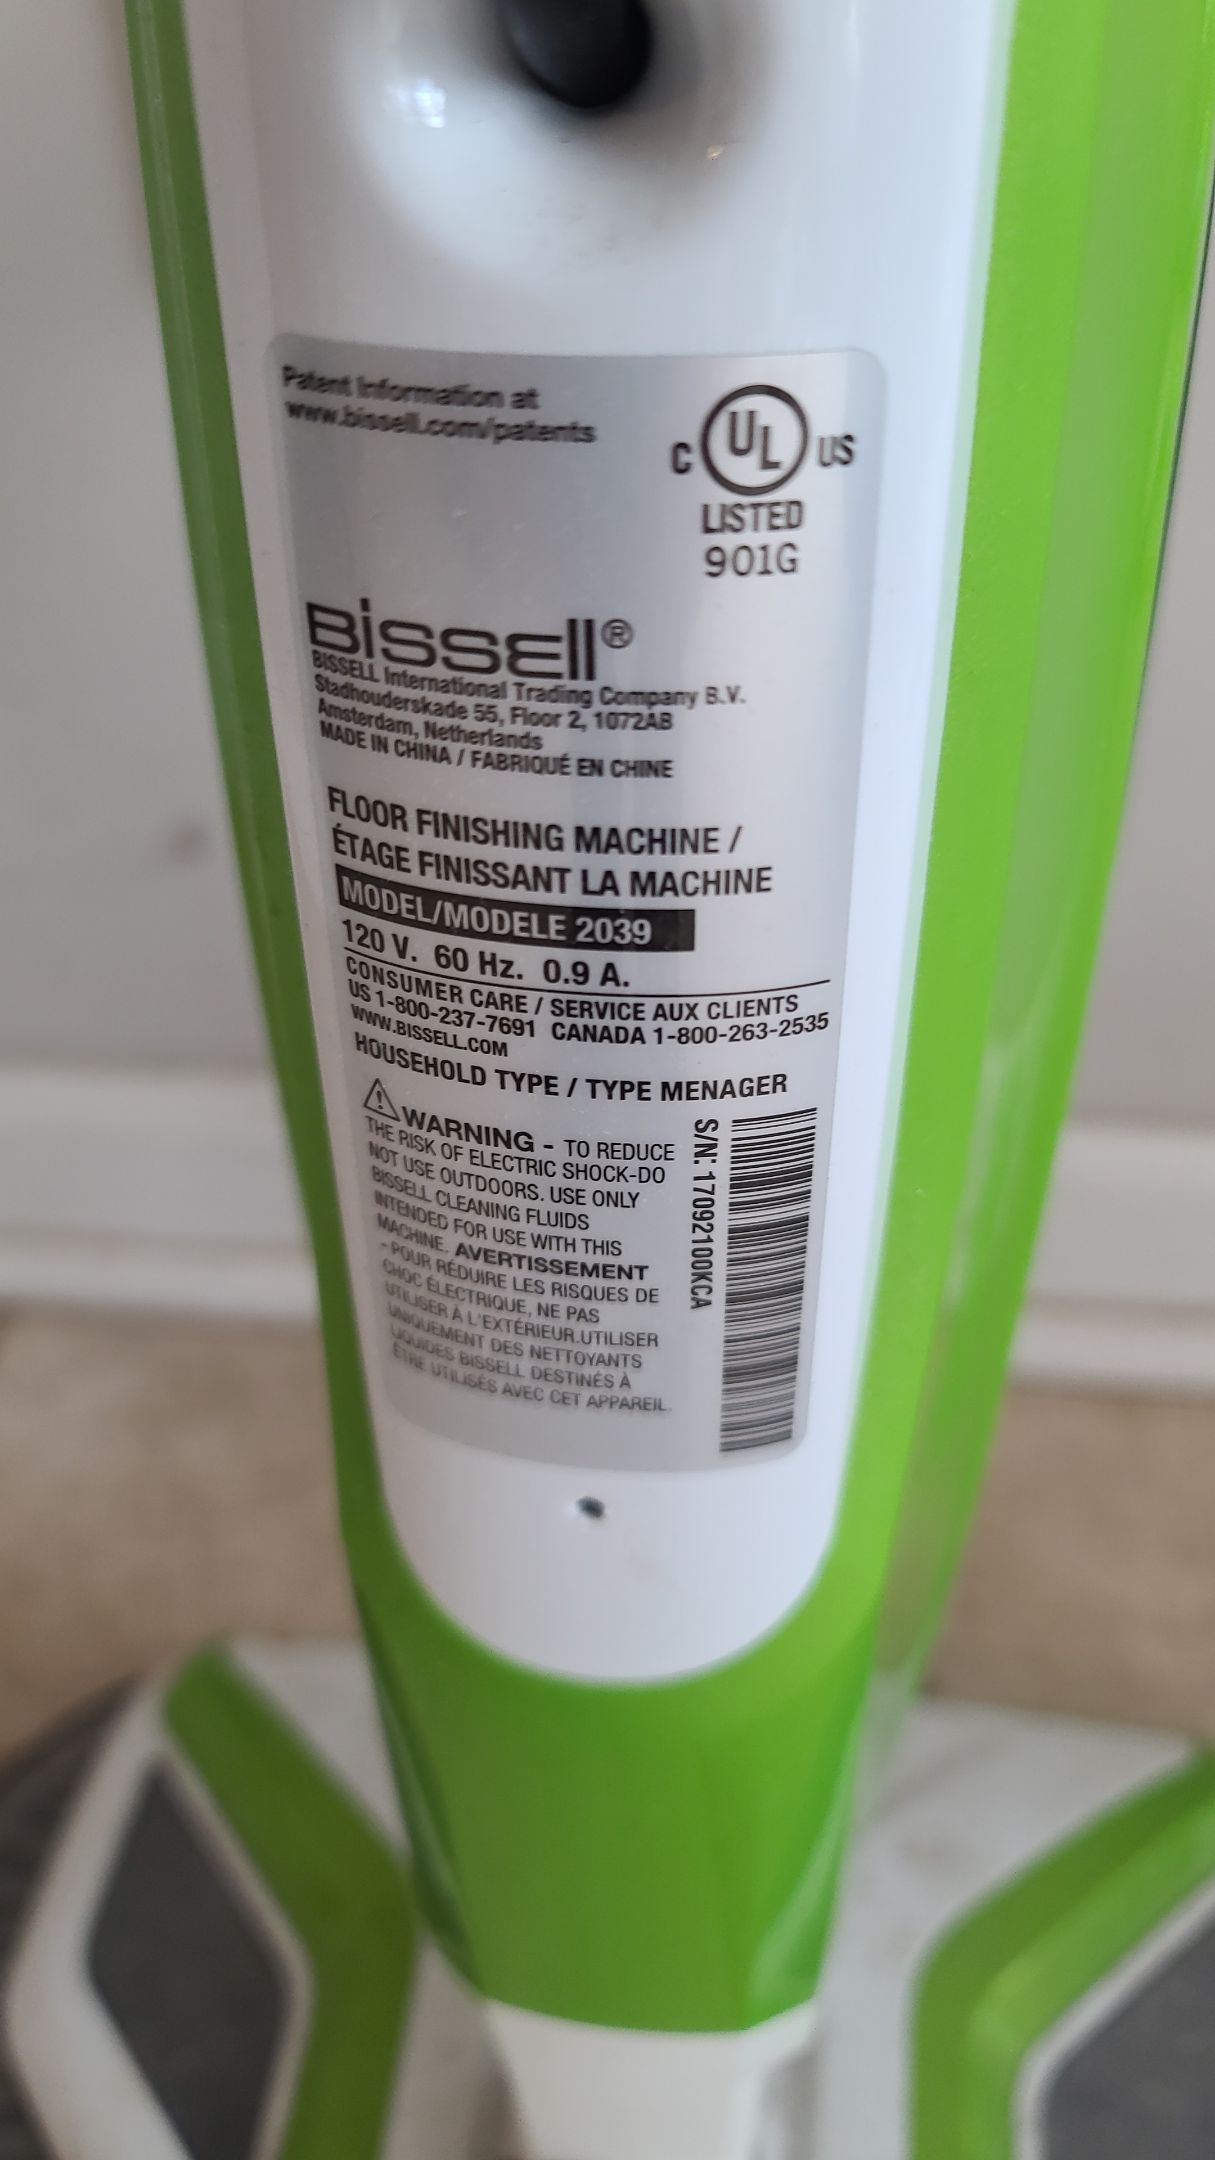 Patent Information at
www.bissell.com/patents
C UL US
LISTED
901G
BISSELL®
BISSELL International Trading Company B.V.
Stadhouderskade 55, Floor 2, 1072AB
Amsterdam, Netherlands
MADE IN CHINA / FABRIQUÉ EN CHINE
FLOOR FINISHING MACHINE /
ÉTAGE FINISSANT LA MACHINE
MODEL/MODELE 2039
120 V. 60 Hz. 0.9 A.
CONSUMER CARE / SERVICE AUX CLIENTS
US 1-800-237-7691 CANADA 1-800-263-2535
WWW.BISSELL.COM
HOUSEHOLD TYPE / TYPE MENAGER
WARNING - TO REDUCE
THE RISK OF ELECTRIC SHOCK-DO
NOT USE OUTDOORS. USE ONLY
BISSELL CLEANING FLUIDS
INTENDED FOR USE WITH THIS
MACHINE. AVERTISSEMENT
- POUR RÉDUIRE LES RISQUES DE
CHOC ÉLECTRIQUE, NE PAS
UTILISER À L'EXTÉRIEUR.UTILISER
UNIQUEMENT DES NETTOYANTS
LIQUIDES BISSELL DESTINÉS À
ÊTRE UTILISÉS AVEC CET APPAREIL.
S/N: 17092100KCA